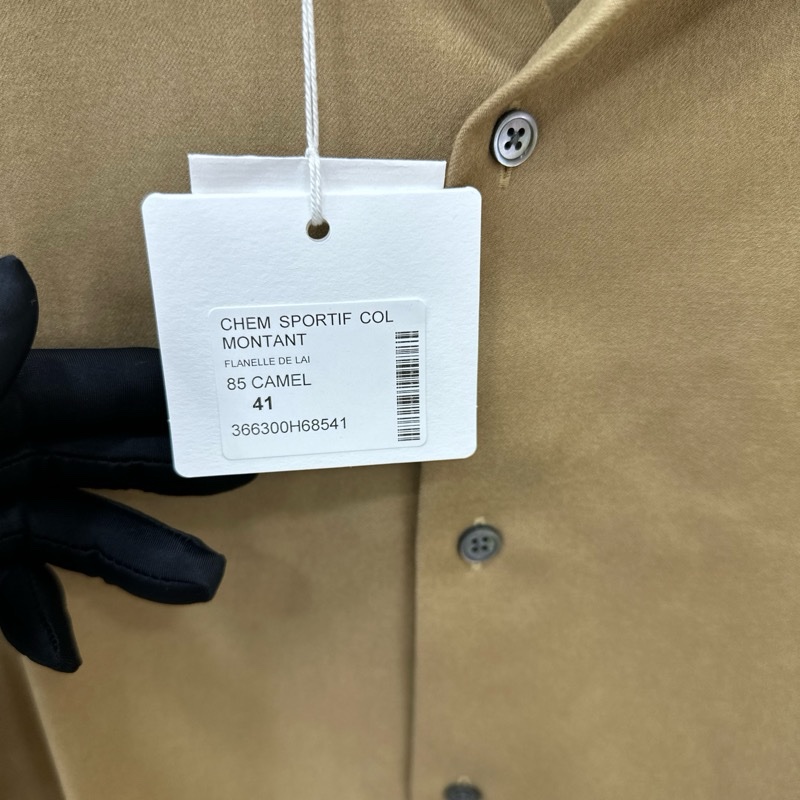 CHEM SPORTIF COL
MONTANT
FLANELLE DE LAI
85 CAMEL
41
366300H68541